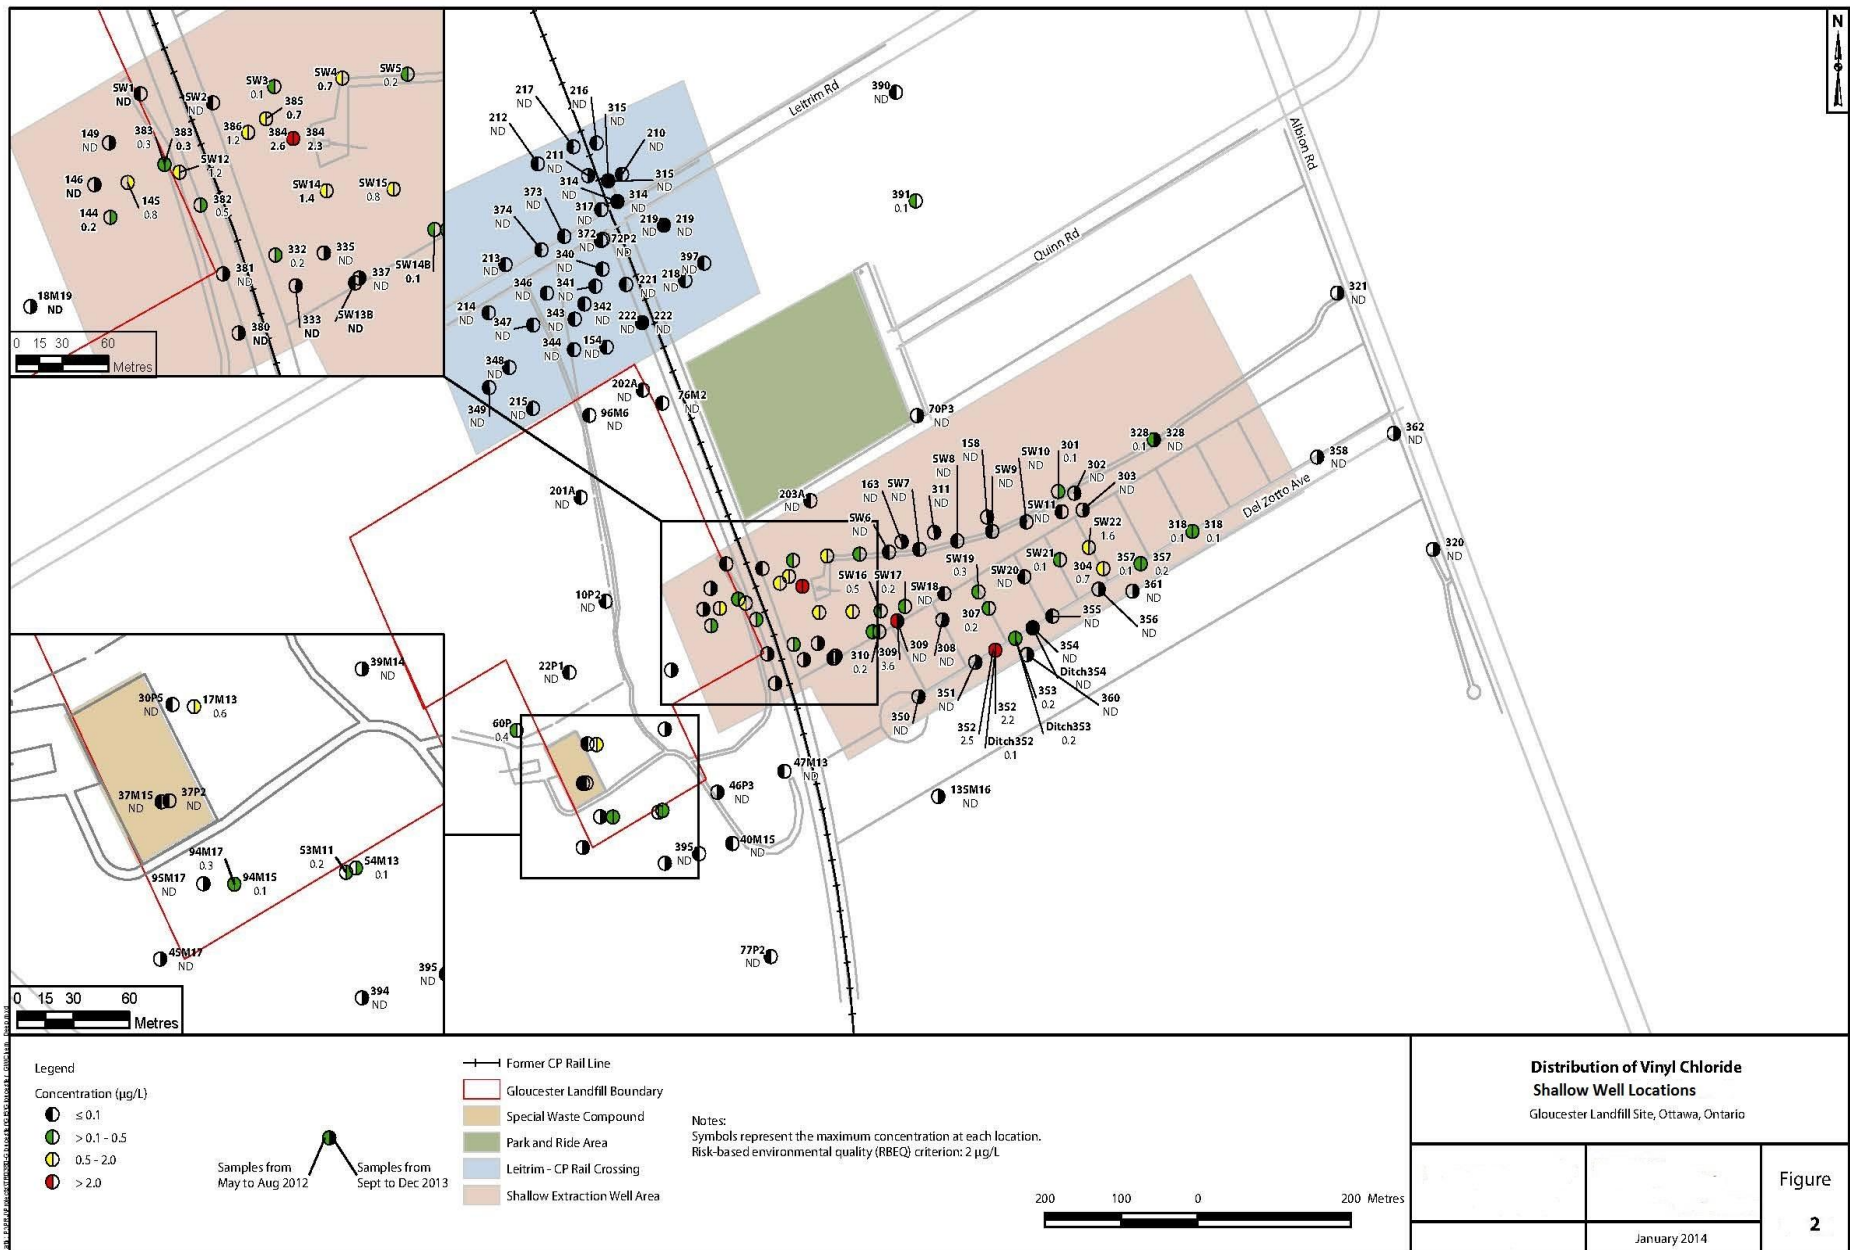 N
SW1
ND
SW2
ND
SW3
0.1
SW4
0.7
SW5
0.2
385
0.7
386
1.2
384
2.6
384
2.3
149
ND
383
0.3
383
0.3
SW12
1.2
146
ND
145
0.8
144
0.2
382
0.5
SW14
1.4
SW15
0.8
332
0.2
335
ND
337
ND
SW14B
0.1
381
ND
18M19
ND
333
ND
SW13B
ND
380
ND
0 15 30 60
Metres
217
ND
216
ND
315
ND
212
ND
210
ND
211
ND
315
ND
314
ND
314
ND
373
ND
374
ND
317
ND
219
ND
219
ND
372
ND
72P2
ND
213
ND
340
ND
397
ND
218
ND
346
ND
341
ND
221
ND
214
ND
343
ND
342
ND
347
ND
222
ND
222
ND
344
ND
154
ND
348
ND
349
ND
215
ND
202A
ND
76M2
ND
96M6
ND
390
ND
391
0.1
Leitrim Rd
Quinn Rd
Albion Rd
Del Zotto Ave
321
ND
70P3
ND
362
ND
358
ND
320
ND
328
0.1
328
ND
201A
ND
203A
ND
158
ND
SW10
ND
301
0.1
SW8
ND
SW9
ND
302
ND
303
ND
163
ND
SW7
ND
311
ND
SW6
ND
SW11
ND
SW22
1.6
318
0.1
318
0.1
SW19
0.3
SW21
0.1
304
0.7
357
0.1
357
0.2
361
ND
SW16
0.5
SW17
0.2
SW18
ND
SW20
ND
307
0.2
355
ND
356
ND
310
0.2
309
3.6
309
ND
308
ND
354
ND
Ditch354
ND
360
ND
353
0.2
Ditch353
0.2
351
ND
352
2.2
352
2.5
Ditch352
0.1
350
ND
10P2
ND
22P1
ND
60P
0.4
47M13
ND
46P3
ND
135M16
ND
395
ND
40M15
ND
77P2
ND
39M14
ND
30P5
ND
17M13
0.6
37M15
ND
37P2
ND
94M17
0.3
53M11
0.2
54M13
0.1
95M17
ND
94M15
0.1
45M17
ND
395
ND
394
ND
0 15 30 60
Metres
Legend
Concentration (µg/L)
≤ 0.1
> 0.1 - 0.5
0.5 - 2.0
> 2.0
Samples from
May to Aug 2012
Samples from
Sept to Dec 2013
Former CP Rail Line
Gloucester Landfill Boundary
Special Waste Compound
Park and Ride Area
Leitrim - CP Rail Crossing
Shallow Extraction Well Area
Notes:
Symbols represent the maximum concentration at each location.
Risk-based environmental quality (RBEQ) criterion: 2 µg/L
200 100 0 200 Metres
Distribution of Vinyl Chloride
Shallow Well Locations
Gloucester Landfill Site, Ottawa, Ontario
Figure
2
January 2014